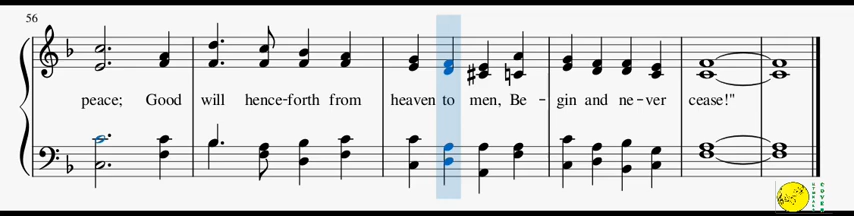 56
peace; Good will hence-forth from heaven to men, Be-gin and ne-ver cease!"